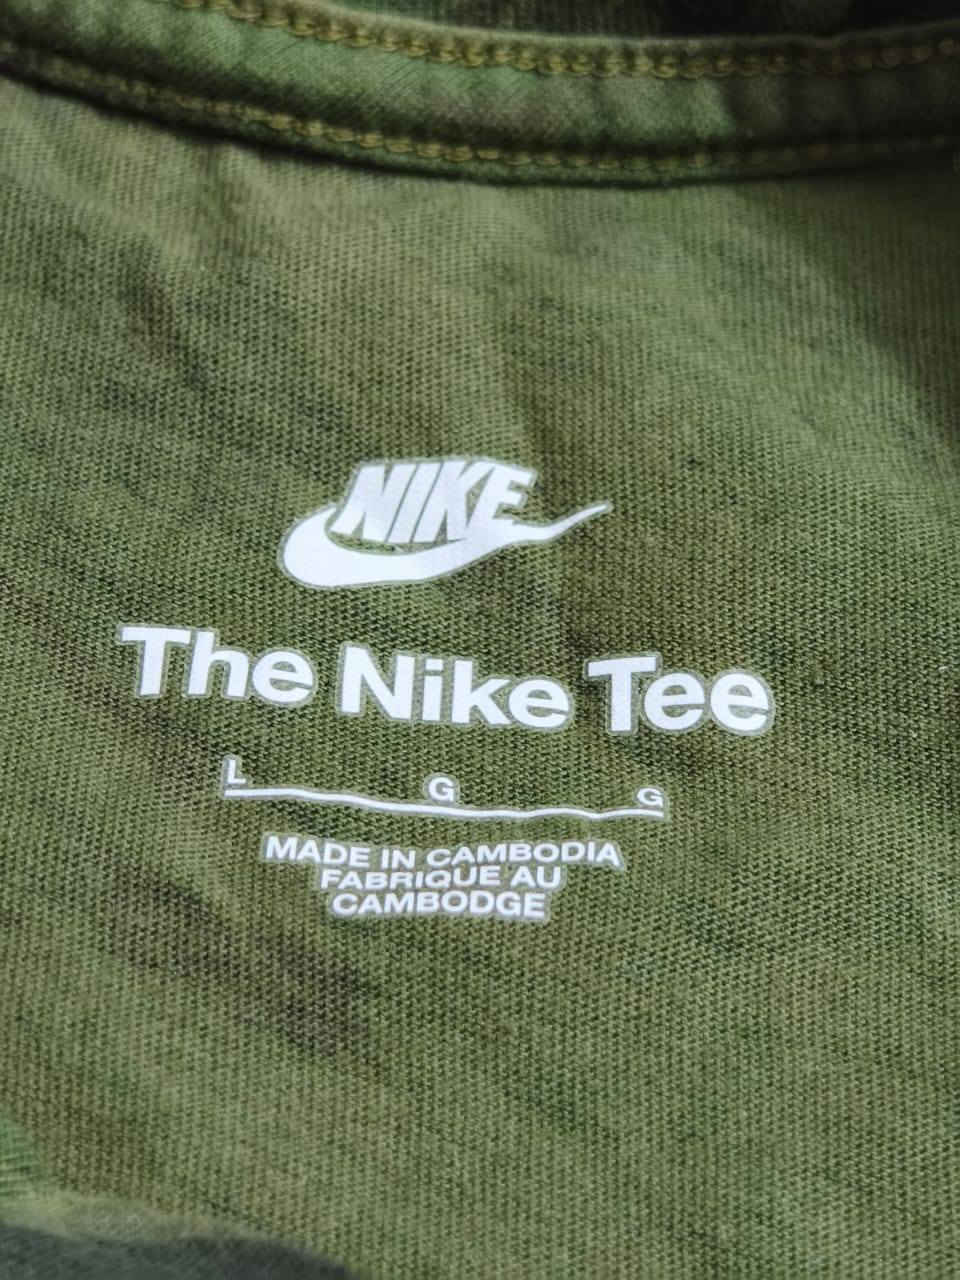 NIKE
The Nike Tee
L G G
MADE IN CAMBODIA
FABRIQUE AU
CAMBODGE